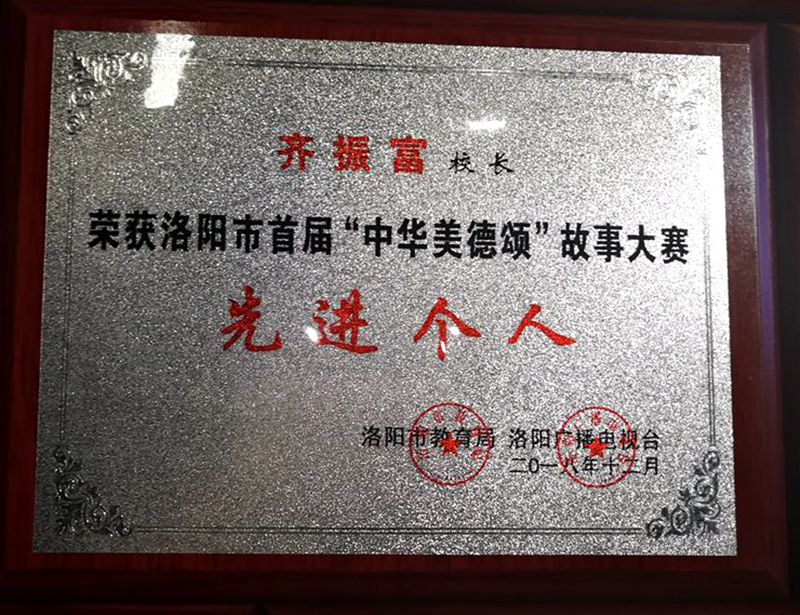 齐振富 校长
荣获洛阳市首届“中华美德颂”故事大赛
先进个人
洛阳市教育局 洛阳广播电视台
二〇一八年十二月